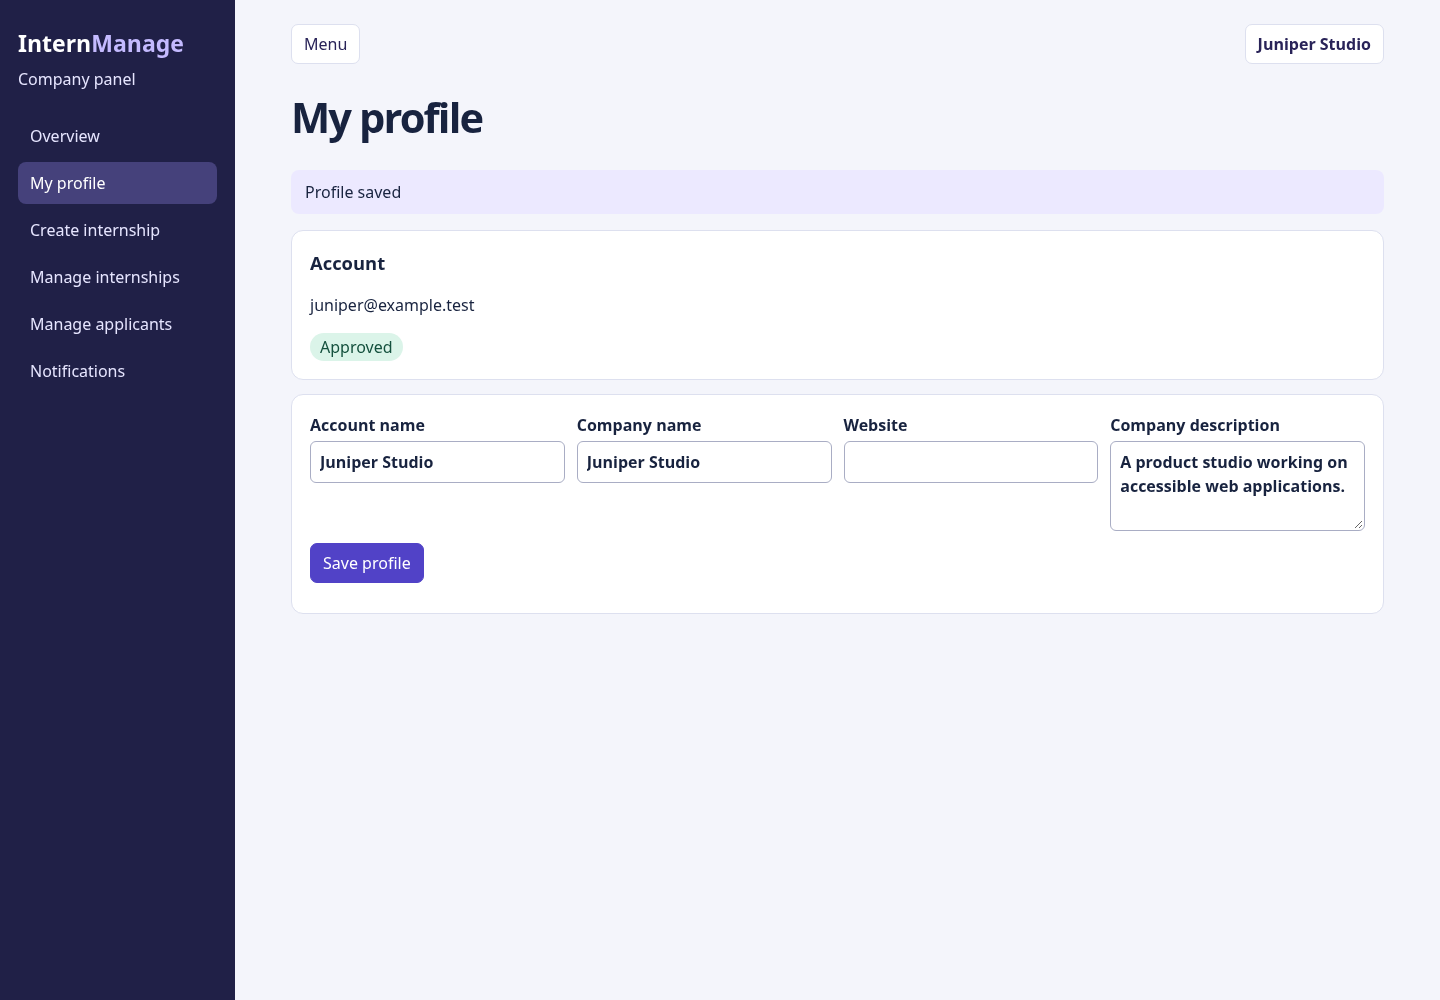 InternManage
Company panel
Overview
My profile
Create internship
Manage internships
Manage applicants
Notifications
Menu
Juniper Studio
My profile
Profile saved
Account
juniper@example.test
Approved
Account name
Juniper Studio
Company name
Juniper Studio
Website
Company description
A product studio working on
accessible web applications.
Save profile